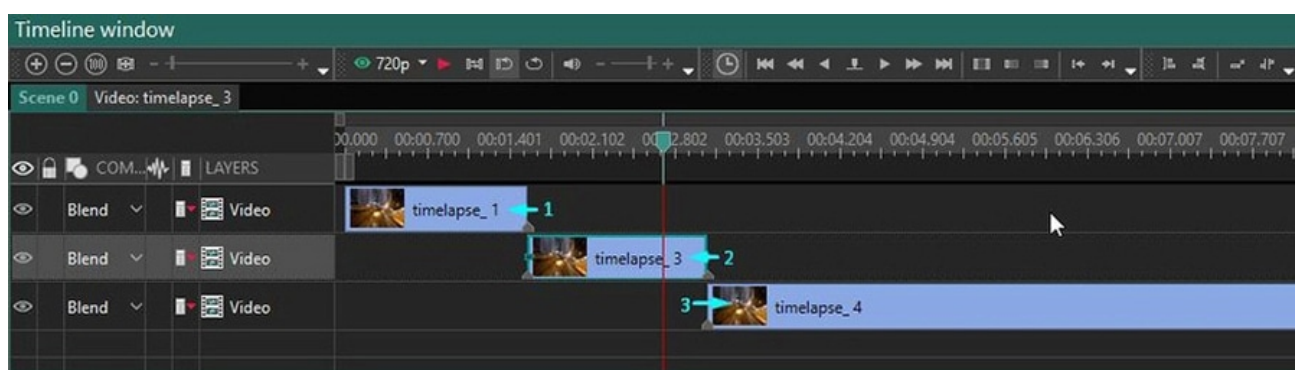 Timeline window
100 720p
Scene 0 Video: timelapse_ 3
00.000 00:00.700 00:01.401 00:02.102 2.802 00:03.503 00:04.204 00:04.904 00:05.605 00:06.306 00:07.007 00:07.707
COM... LAYERS
Blend Video timelapse_ 1 1
Blend Video timelapse_ 3 2
Blend Video 3 timelapse_ 4